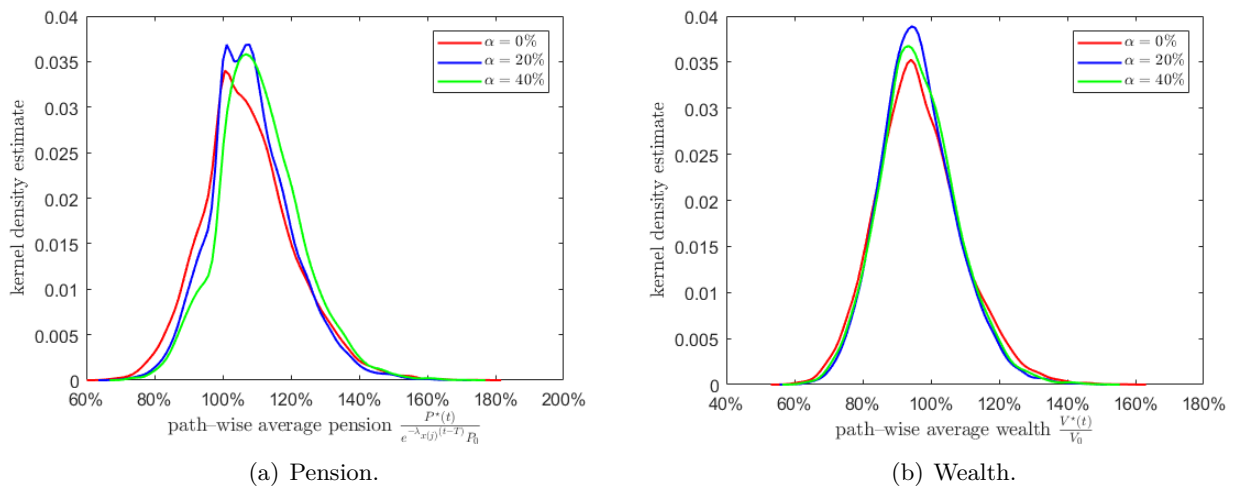 0.04
0.035
0.03
0.025
0.02
0.015
0.01
0.005
0
kernel density estimate
α = 0%
α = 20%
α = 40%
60% 80% 100% 120% 140% 160% 180% 200%
path–wise average pension P*(t) / e^{-λ_{x(j)}(t−T)} P_0
(a) Pension.
0.04
0.035
0.03
0.025
0.02
0.015
0.01
0.005
0
kernel density estimate
α = 0%
α = 20%
α = 40%
40% 60% 80% 100% 120% 140% 160% 180%
path–wise average wealth V*(t) / V_0
(b) Wealth.